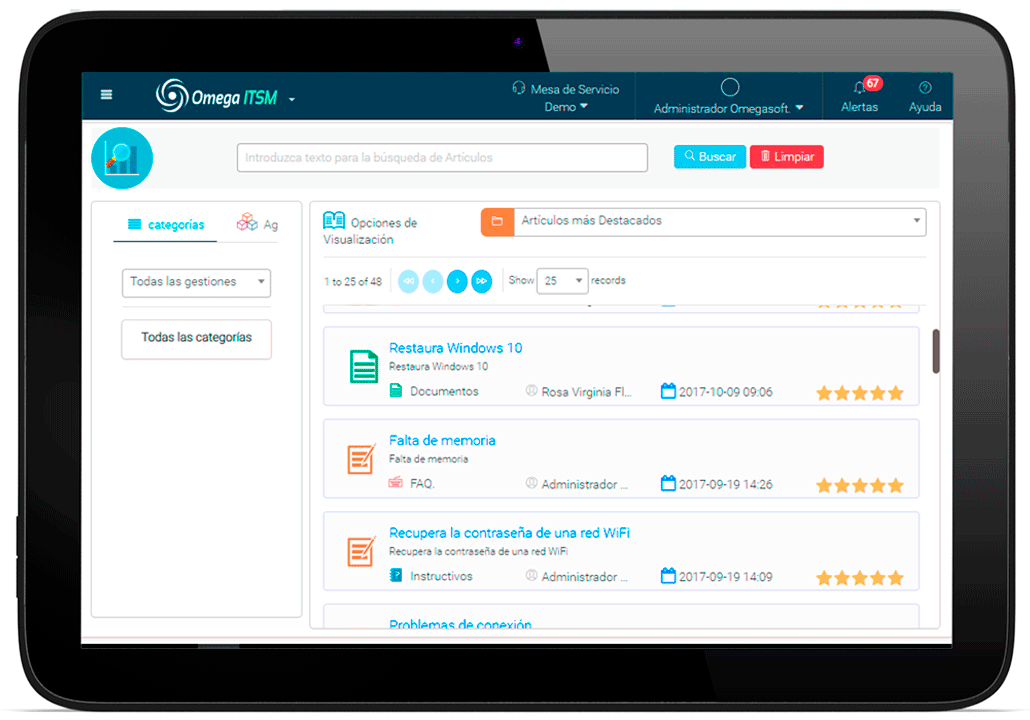 Omega ITSM
Mesa de Servicio
Demo
Administrador Omegasoft.
67
Alertas
Ayuda
Introduzca texto para la búsqueda de Articulos
Buscar
Limpiar
categorías
Ag
Todas las gestiones
Todas las categorías
Opciones de
Visualización
Artículos más Destacados
1 to 25 of 48
Show
25
records
Restaura Windows 10
Restaura Windows 10
Documentos
Rosa Virginia Fl...
2017-10-09 09:06
Falta de memoria
Falta de memoria
FAQ.
Administrador ...
2017-09-19 14:26
Recupera la contraseña de una red WiFi
Recupera la contraseña de una red WiFi
Instructivos
Administrador ...
2017-09-19 14:09
Problemas de conexión